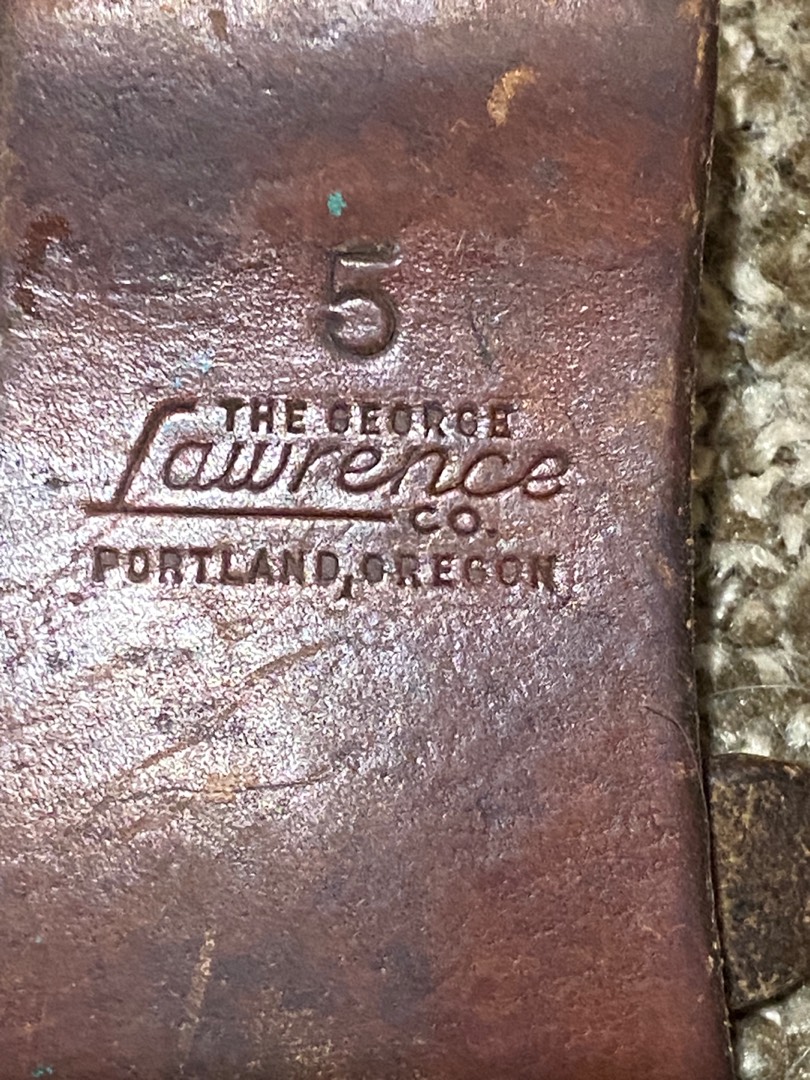 5
THE GEORGE
Lawrence
CO.
PORTLAND, OREGON